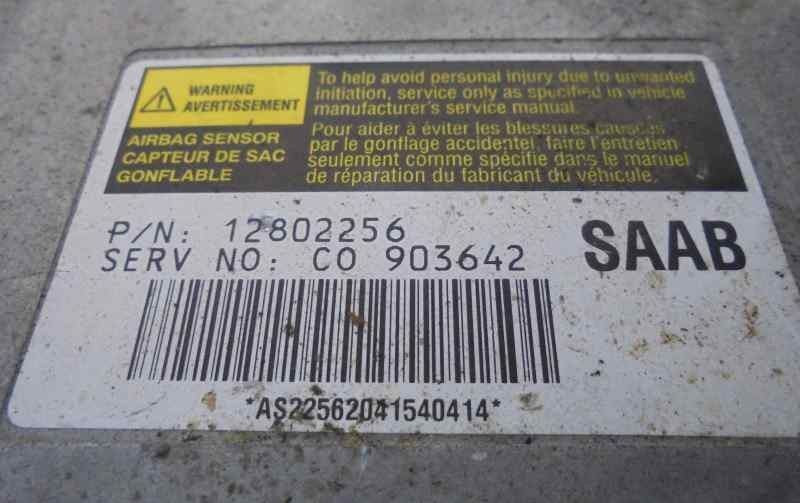 WARNING
AVERTISSEMENT
AIRBAG SENSOR
CAPTEUR DE SAC
GONFLABLE
To help avoid personal injury due to unwanted
initiation, service only as specified in vehicle
manufacturer's service manual.
Pour aider à éviter les blessures causées
par le gonflage accidentel, faire l'entretien
seulement comme spécifie dans le manuel
de réparation du fabricant du véhicule.
P/N: 12802256
SERV NO: CO 903642
SAAB
*AS22562041540414*